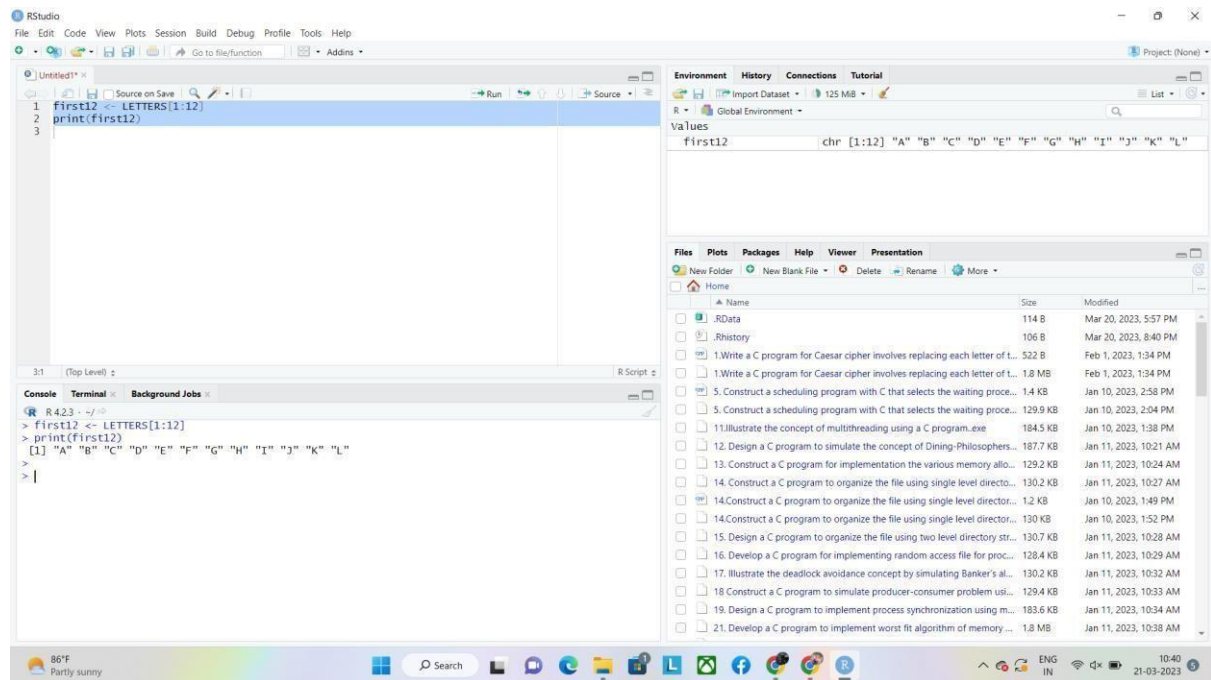 RStudio
File Edit Code View Plots Session Build Debug Profile Tools Help
Go to file/function Addins
Project: (None)
Untitled1*
Source on Save Run Source
1 first12 <- LETTERS[1:12]
2 print(first12)
3
3:1 (Top Level) R Script
Console Terminal Background Jobs
R 4.2.3 · ~/
> first12 <- LETTERS[1:12]
> print(first12)
[1] "A" "B" "C" "D" "E" "F" "G" "H" "I" "J" "K" "L"
>
>
Environment History Connections Tutorial
Import Dataset 125 MiB List
R Global Environment
Values
first12 chr [1:12] "A" "B" "C" "D" "E" "F" "G" "H" "I" "J" "K" "L"
Files Plots Packages Help Viewer Presentation
New Folder New Blank File Delete Rename More
Home
Name Size Modified
.RData 114 B Mar 20, 2023, 5:57 PM
.Rhistory 106 B Mar 20, 2023, 8:40 PM
1.Write a C program for Caesar cipher involves replacing each letter of t... 522 B Feb 1, 2023, 1:34 PM
1.Write a C program for Caesar cipher involves replacing each letter of t... 1.8 MB Feb 1, 2023, 1:34 PM
5. Construct a scheduling program with C that selects the waiting proce... 1.4 KB Jan 10, 2023, 2:58 PM
5. Construct a scheduling program with C that selects the waiting proce... 129.9 KB Jan 10, 2023, 2:04 PM
11.Illustrate the concept of multithreading using a C program..exe 184.5 KB Jan 10, 2023, 1:38 PM
12. Design a C program to simulate the concept of Dining-Philosophers... 187.7 KB Jan 11, 2023, 10:21 AM
13. Construct a C program for implementation the various memory allo... 129.2 KB Jan 11, 2023, 10:24 AM
14. Construct a C program to organize the file using single level directo... 130.2 KB Jan 11, 2023, 10:27 AM
14.Construct a C program to organize the file using single level director... 1.2 KB Jan 10, 2023, 1:49 PM
14.Construct a C program to organize the file using single level director... 130 KB Jan 10, 2023, 1:52 PM
15. Design a C program to organize the file using two level directory str... 130.7 KB Jan 11, 2023, 10:28 AM
16. Develop a C program for implementing random access file for proc... 128.4 KB Jan 11, 2023, 10:29 AM
17. Illustrate the deadlock avoidance concept by simulating Banker's al... 130.2 KB Jan 11, 2023, 10:32 AM
18 Construct a C program to simulate producer-consumer problem usi... 129.4 KB Jan 11, 2023, 10:33 AM
19. Design a C program to implement process synchronization using m... 183.6 KB Jan 11, 2023, 10:34 AM
21. Develop a C program to implement worst fit algorithm of memory ... 1.8 MB Jan 11, 2023, 10:38 AM
86°F
Partly sunny
Search
ENG
IN
10:40
21-03-2023
5